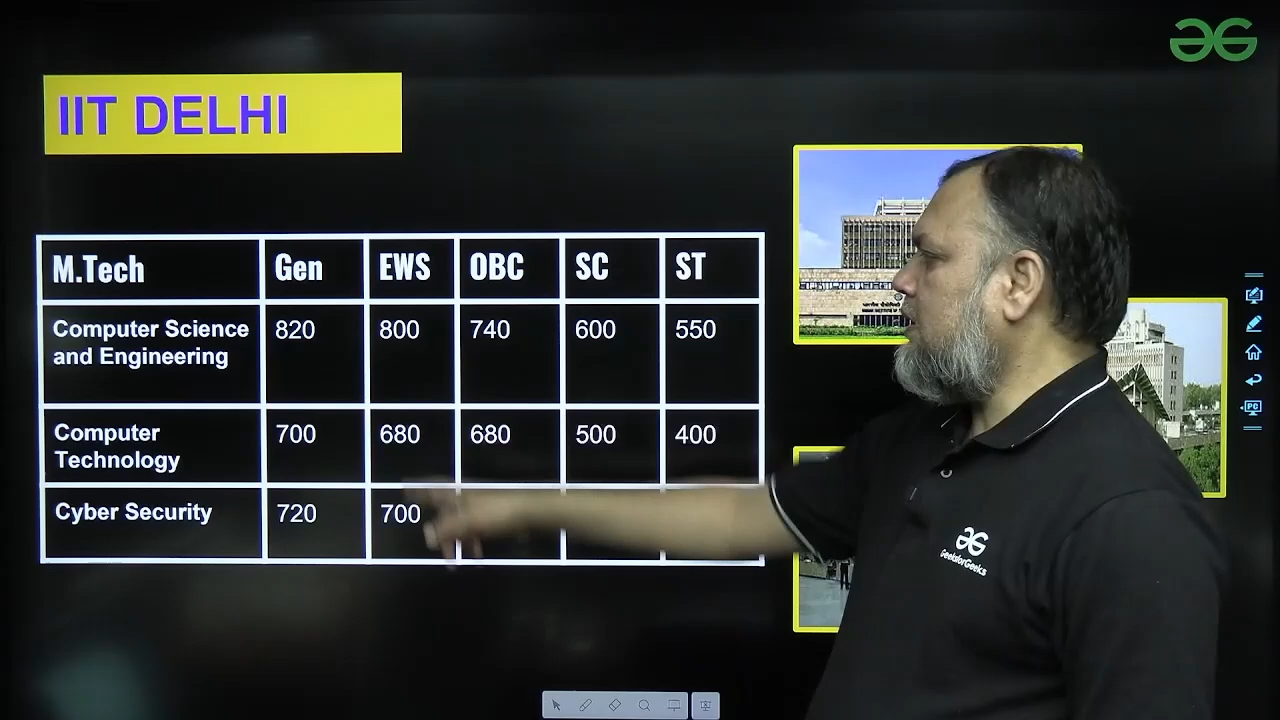 IIT DELHI
M.Tech Gen EWS OBC SC ST
Computer Science 820 800 740 600 550
and Engineering
Computer 700 680 680 500 400
Technology
Cyber Security 720 700
GeeksforGeeks
PC